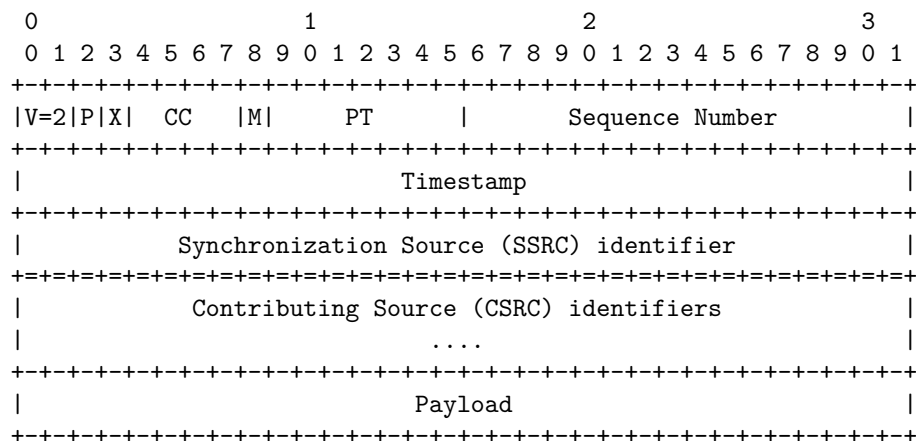 0                   1                   2                   3
0 1 2 3 4 5 6 7 8 9 0 1 2 3 4 5 6 7 8 9 0 1 2 3 4 5 6 7 8 9 0 1
+-+-+-+-+-+-+-+-+-+-+-+-+-+-+-+-+-+-+-+-+-+-+-+-+-+-+-+-+-+-+-+-+
|V=2|P|X|  CC   |M|     PT      |       Sequence Number         |
+-+-+-+-+-+-+-+-+-+-+-+-+-+-+-+-+-+-+-+-+-+-+-+-+-+-+-+-+-+-+-+-+
|                           Timestamp                           |
+-+-+-+-+-+-+-+-+-+-+-+-+-+-+-+-+-+-+-+-+-+-+-+-+-+-+-+-+-+-+-+-+
|           Synchronization Source (SSRC) identifier            |
+=+=+=+=+=+=+=+=+=+=+=+=+=+=+=+=+=+=+=+=+=+=+=+=+=+=+=+=+=+=+=+=+
|            Contributing Source (CSRC) identifiers             |
|                             ....                              |
+-+-+-+-+-+-+-+-+-+-+-+-+-+-+-+-+-+-+-+-+-+-+-+-+-+-+-+-+-+-+-+-+
|                            Payload                            |
+-+-+-+-+-+-+-+-+-+-+-+-+-+-+-+-+-+-+-+-+-+-+-+-+-+-+-+-+-+-+-+-+